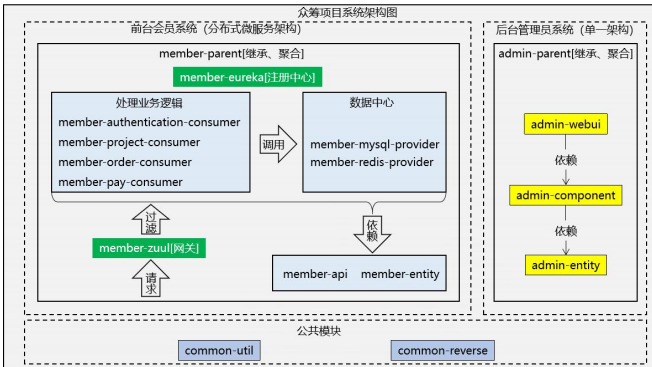 众筹项目系统架构图
前台会员系统（分布式微服务架构）
member-parent[继承、聚合]
member-eureka[注册中心]
处理业务逻辑
member-authentication-consumer
member-project-consumer
member-order-consumer
member-pay-consumer
调用
数据中心
member-mysql-provider
member-redis-provider
过滤
依赖
member-zuul[网关]
请求
member-api member-entity
后台管理员系统（单一架构）
admin-parent[继承、聚合]
admin-webui
依赖
admin-component
依赖
admin-entity
公共模块
common-util
common-reverse